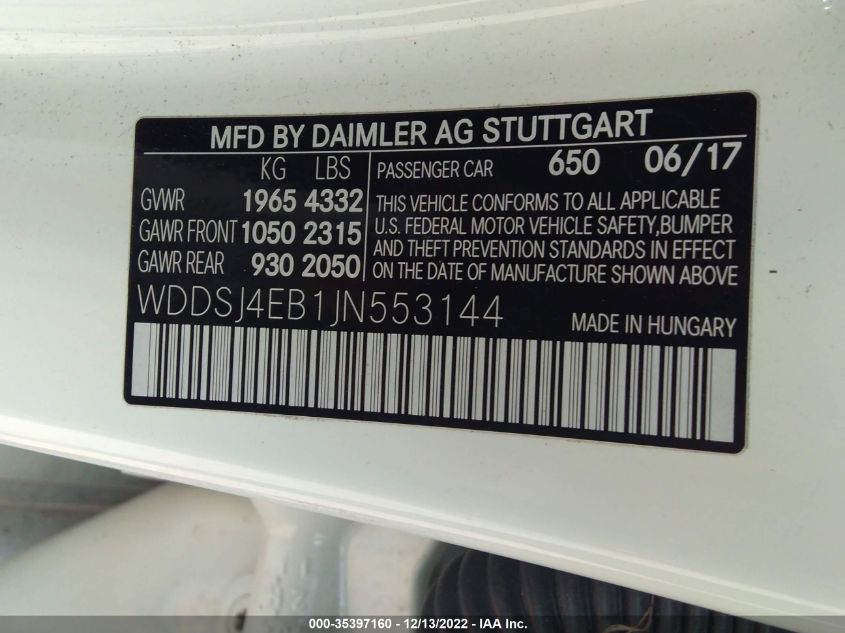 MFD BY DAIMLER AG STUTTGART
KG LBS
GVWR 1965 4332
GAWR FRONT 1050 2315
GAWR REAR 930 2050
PASSENGER CAR 650 06/17
THIS VEHICLE CONFORMS TO ALL APPLICABLE
U.S. FEDERAL MOTOR VEHICLE SAFETY,BUMPER
AND THEFT PREVENTION STANDARDS IN EFFECT
ON THE DATE OF MANUFACTURE SHOWN ABOVE
WDDSJ4EB1JN553144
MADE IN HUNGARY
000-35397160 - 12/13/2022 - IAA Inc.